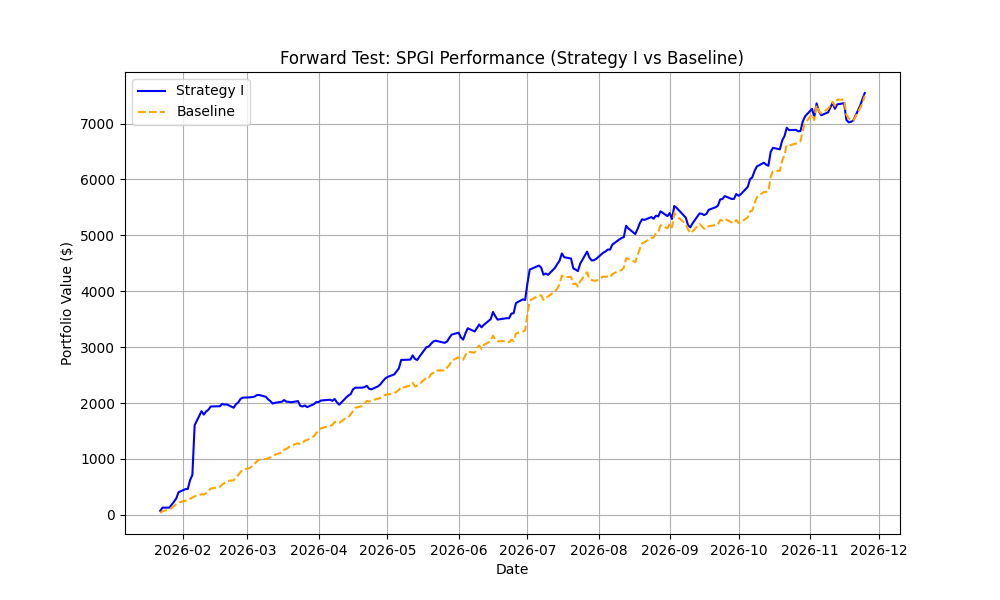 Forward Test: SPGI Performance (Strategy I vs Baseline)
Strategy I
Baseline
Portfolio Value ($)
7000
6000
5000
4000
3000
2000
1000
0
2026-02 2026-03 2026-04 2026-05 2026-06 2026-07 2026-08 2026-09 2026-10 2026-11 2026-12
Date